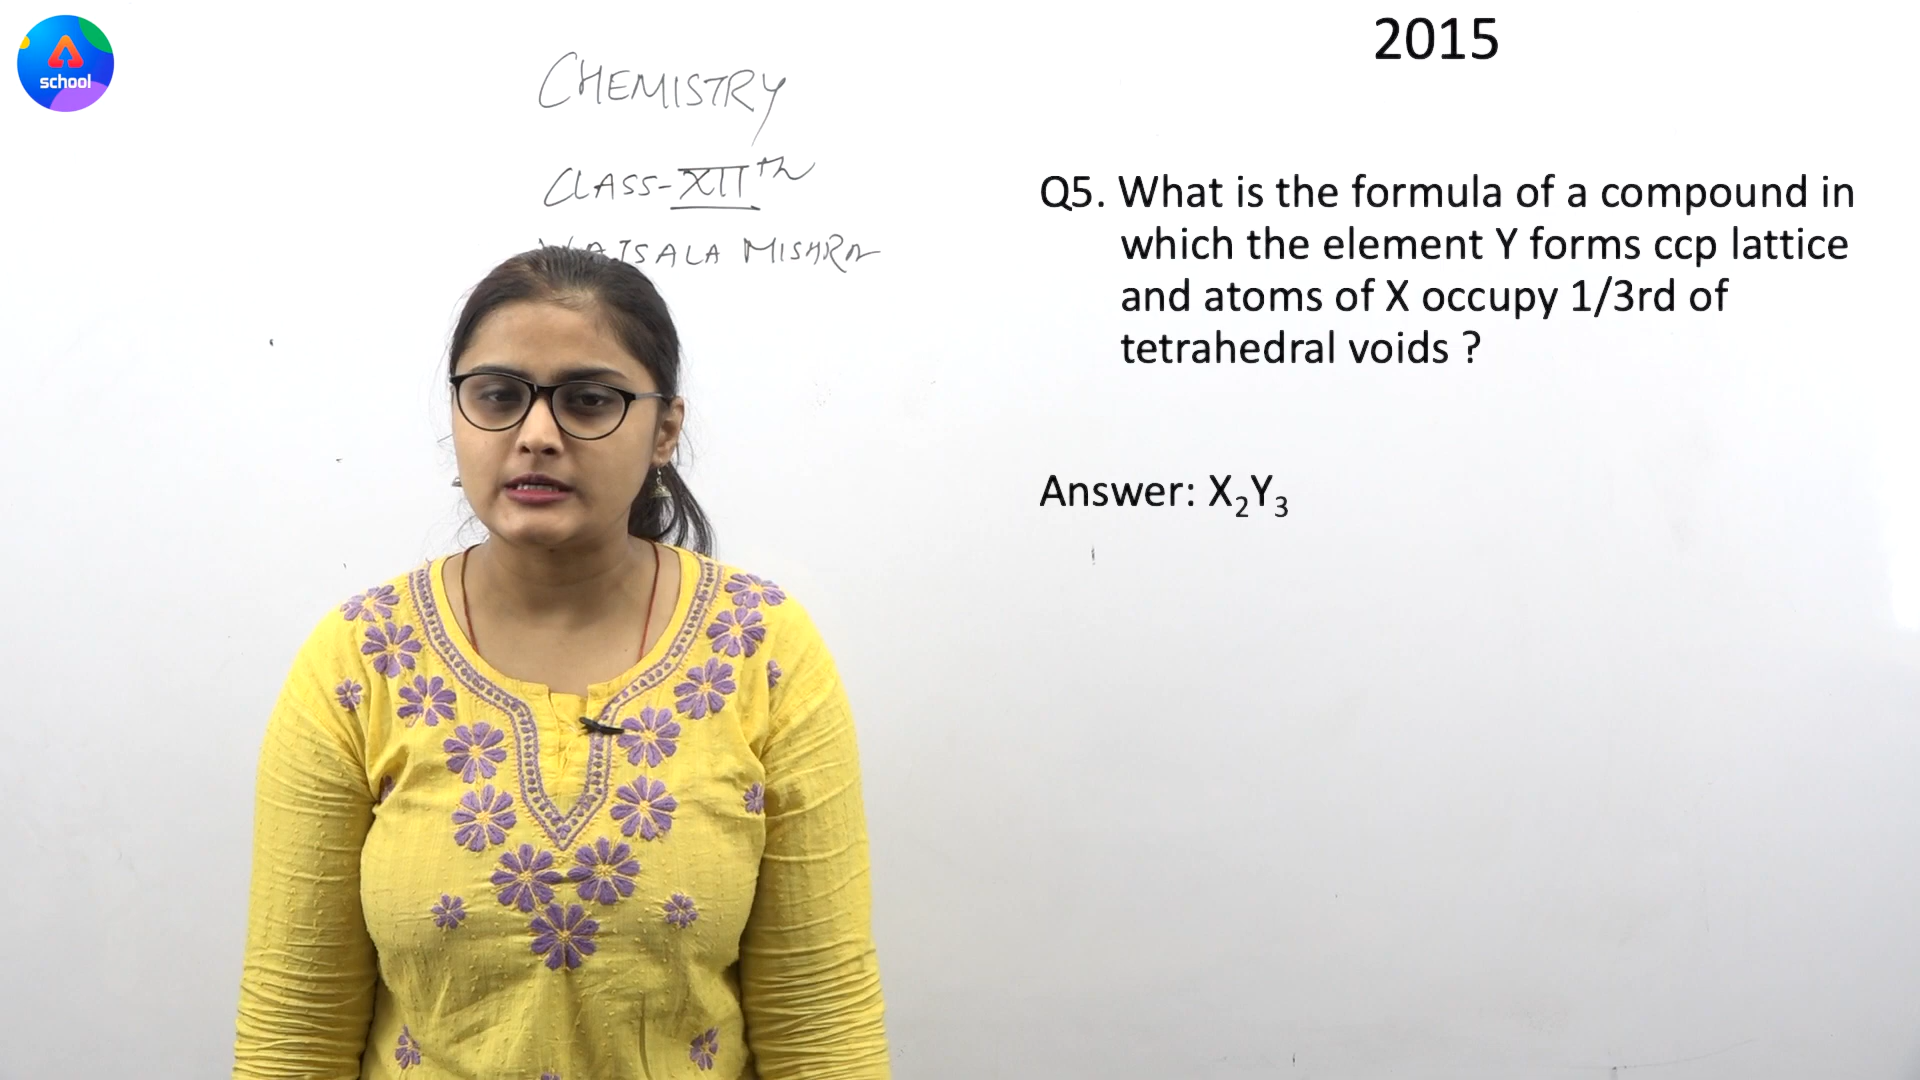 school
2015
CHEMISTRY
CLASS-XIIth
MISHRA
Q5. What is the formula of a compound in
which the element Y forms ccp lattice
and atoms of X occupy 1/3rd of
tetrahedral voids ?
Answer: X₂Y₃